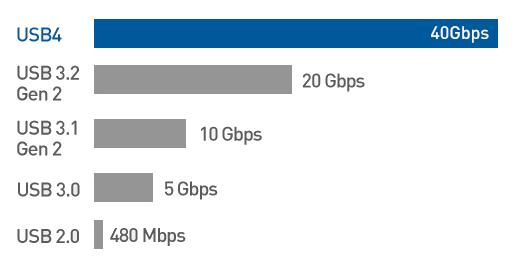 USB4 40Gbps
USB 3.2
Gen 2
20 Gbps
USB 3.1
Gen 2
10 Gbps
USB 3.0 5 Gbps
USB 2.0 480 Mbps